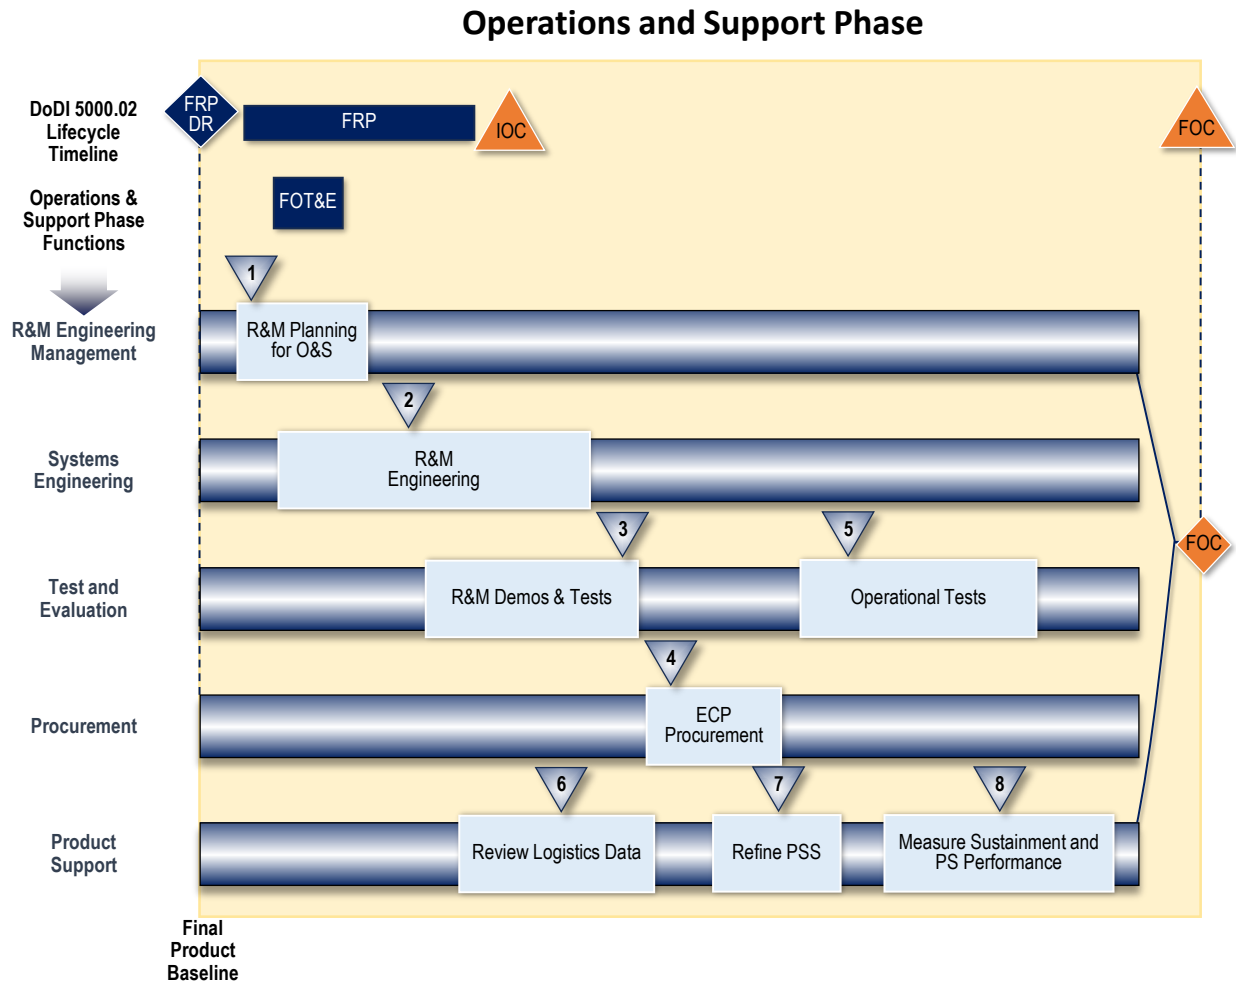 Operations and Support Phase
DoDI 5000.02
Lifecycle
Timeline
FRP
DR
FRP
IOC
FOC
Operations &
Support Phase
Functions
FOT&E
1
R&M Engineering
Management
R&M Planning
for O&S
2
Systems
Engineering
R&M
Engineering
3
5
FOC
Test and
Evaluation
R&M Demos & Tests
Operational Tests
4
Procurement
ECP
Procurement
6
7
8
Product
Support
Review Logistics Data
Refine PSS
Measure Sustainment and
PS Performance
Final
Product
Baseline